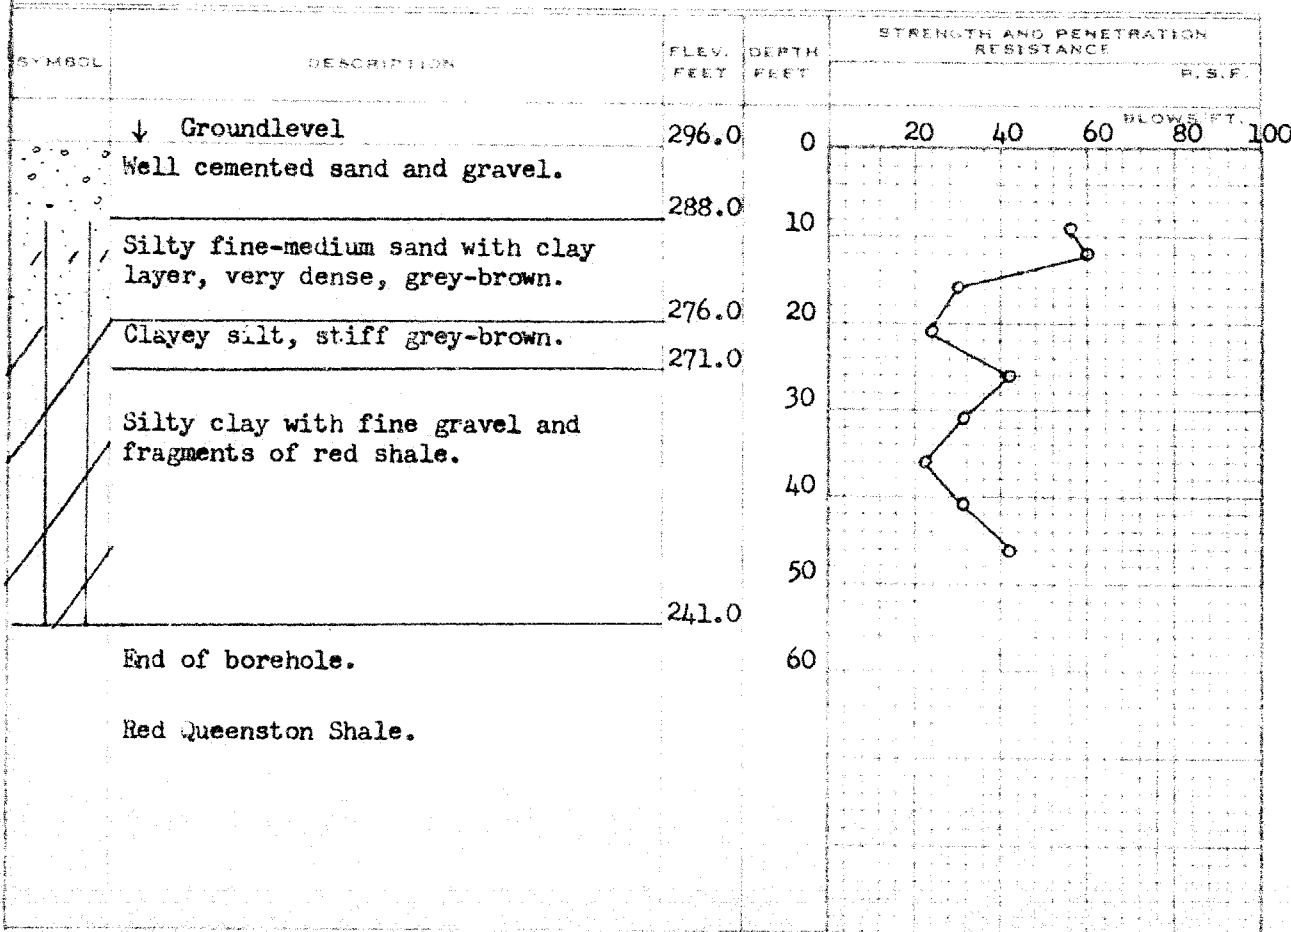 SYMBOL
DESCRIPTION
ELEV. FEET
DEPTH FEET
STRENGTH AND PENETRATION RESISTANCE
P.S.F.
BLOWS/FT.
20 40 60 80 100
↓ Groundlevel
296.0
0
Well cemented sand and gravel.
288.0
10
Silty fine-medium sand with clay
layer, very dense, grey-brown.
276.0
20
Clayey silt, stiff grey-brown.
271.0
30
Silty clay with fine gravel and
fragments of red shale.
40
50
241.0
End of borehole.
60
Red Queenston Shale.